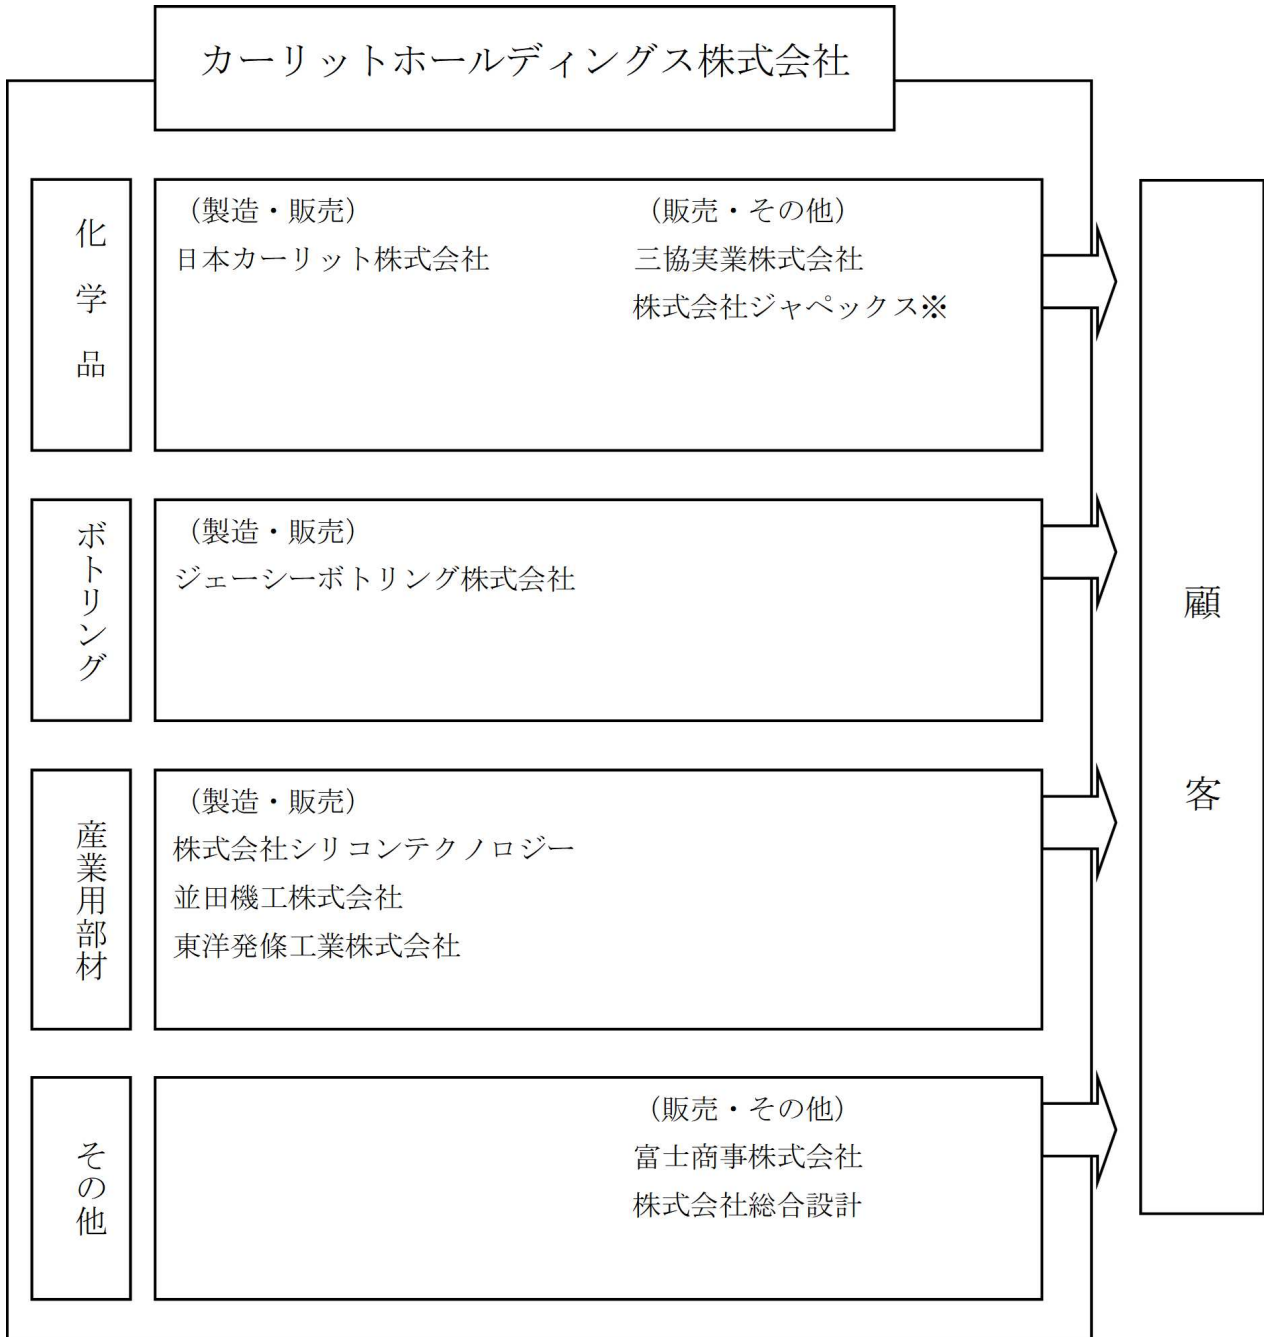 カーリットホールディングス株式会社
化学品
（製造・販売）
日本カーリット株式会社
（販売・その他）
三協実業株式会社
株式会社ジャペックス※
ボトリング
（製造・販売）
ジェーシーボトリング株式会社
産業用部材
（製造・販売）
株式会社シリコンテクノロジー
並田機工株式会社
東洋発條工業株式会社
その他
（販売・その他）
富士商事株式会社
株式会社総合設計
顧客